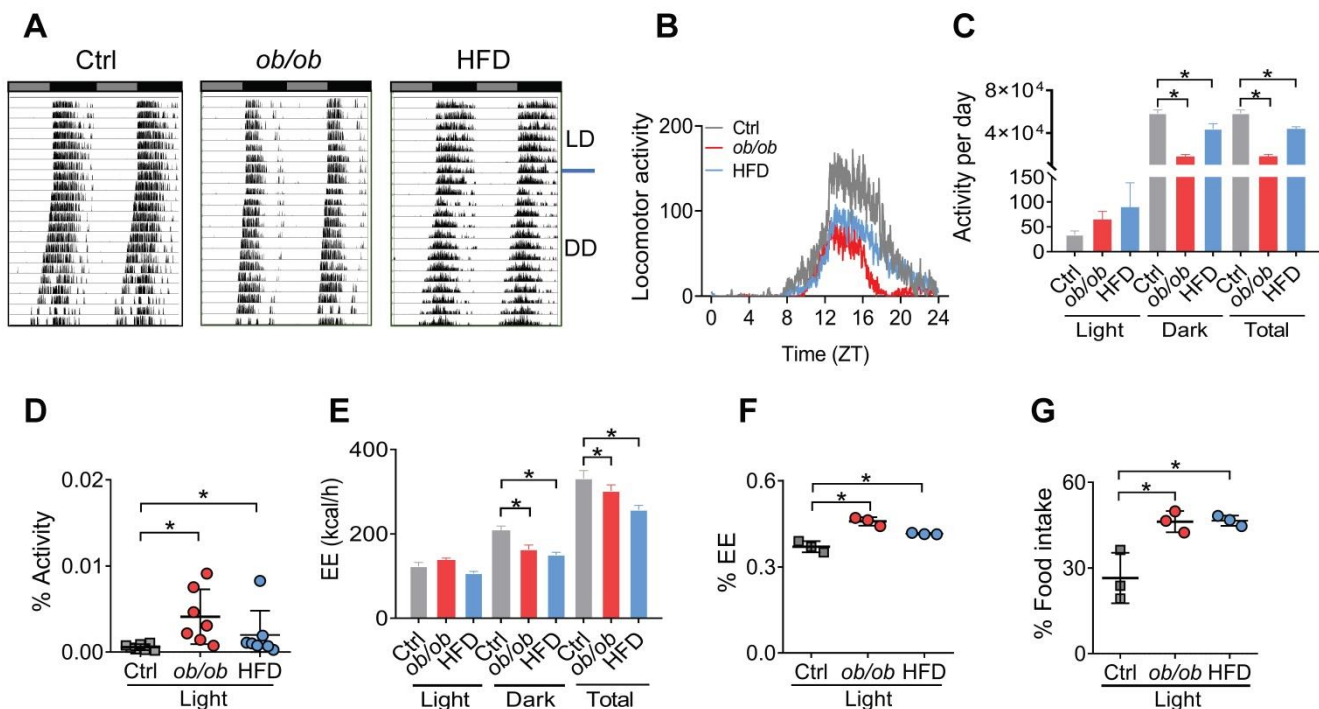 A
Ctrl
ob/ob
HFD
LD
DD
B
Locomotor activity
200
100
0
Ctrl
ob/ob
HFD
0 4 8 12 16 20 24
Time (ZT)
C
Activity per day
8×10⁴
4×10⁴
150
100
50
0
* * * *
Ctrl ob/ob HFD Ctrl ob/ob HFD Ctrl ob/ob HFD
Light Dark Total
D
% Activity
0.02
0.01
0.00
*
*
Ctrl ob/ob HFD
Light
E
EE (kcal/h)
400
200
0
* * * *
Ctrl ob/ob HFD Ctrl ob/ob HFD Ctrl ob/ob HFD
Light Dark Total
F
% EE
0.6
0.3
0.0
*
*
Ctrl ob/ob HFD
Light
G
% Food intake
60
30
0
*
*
Ctrl ob/ob HFD
Light